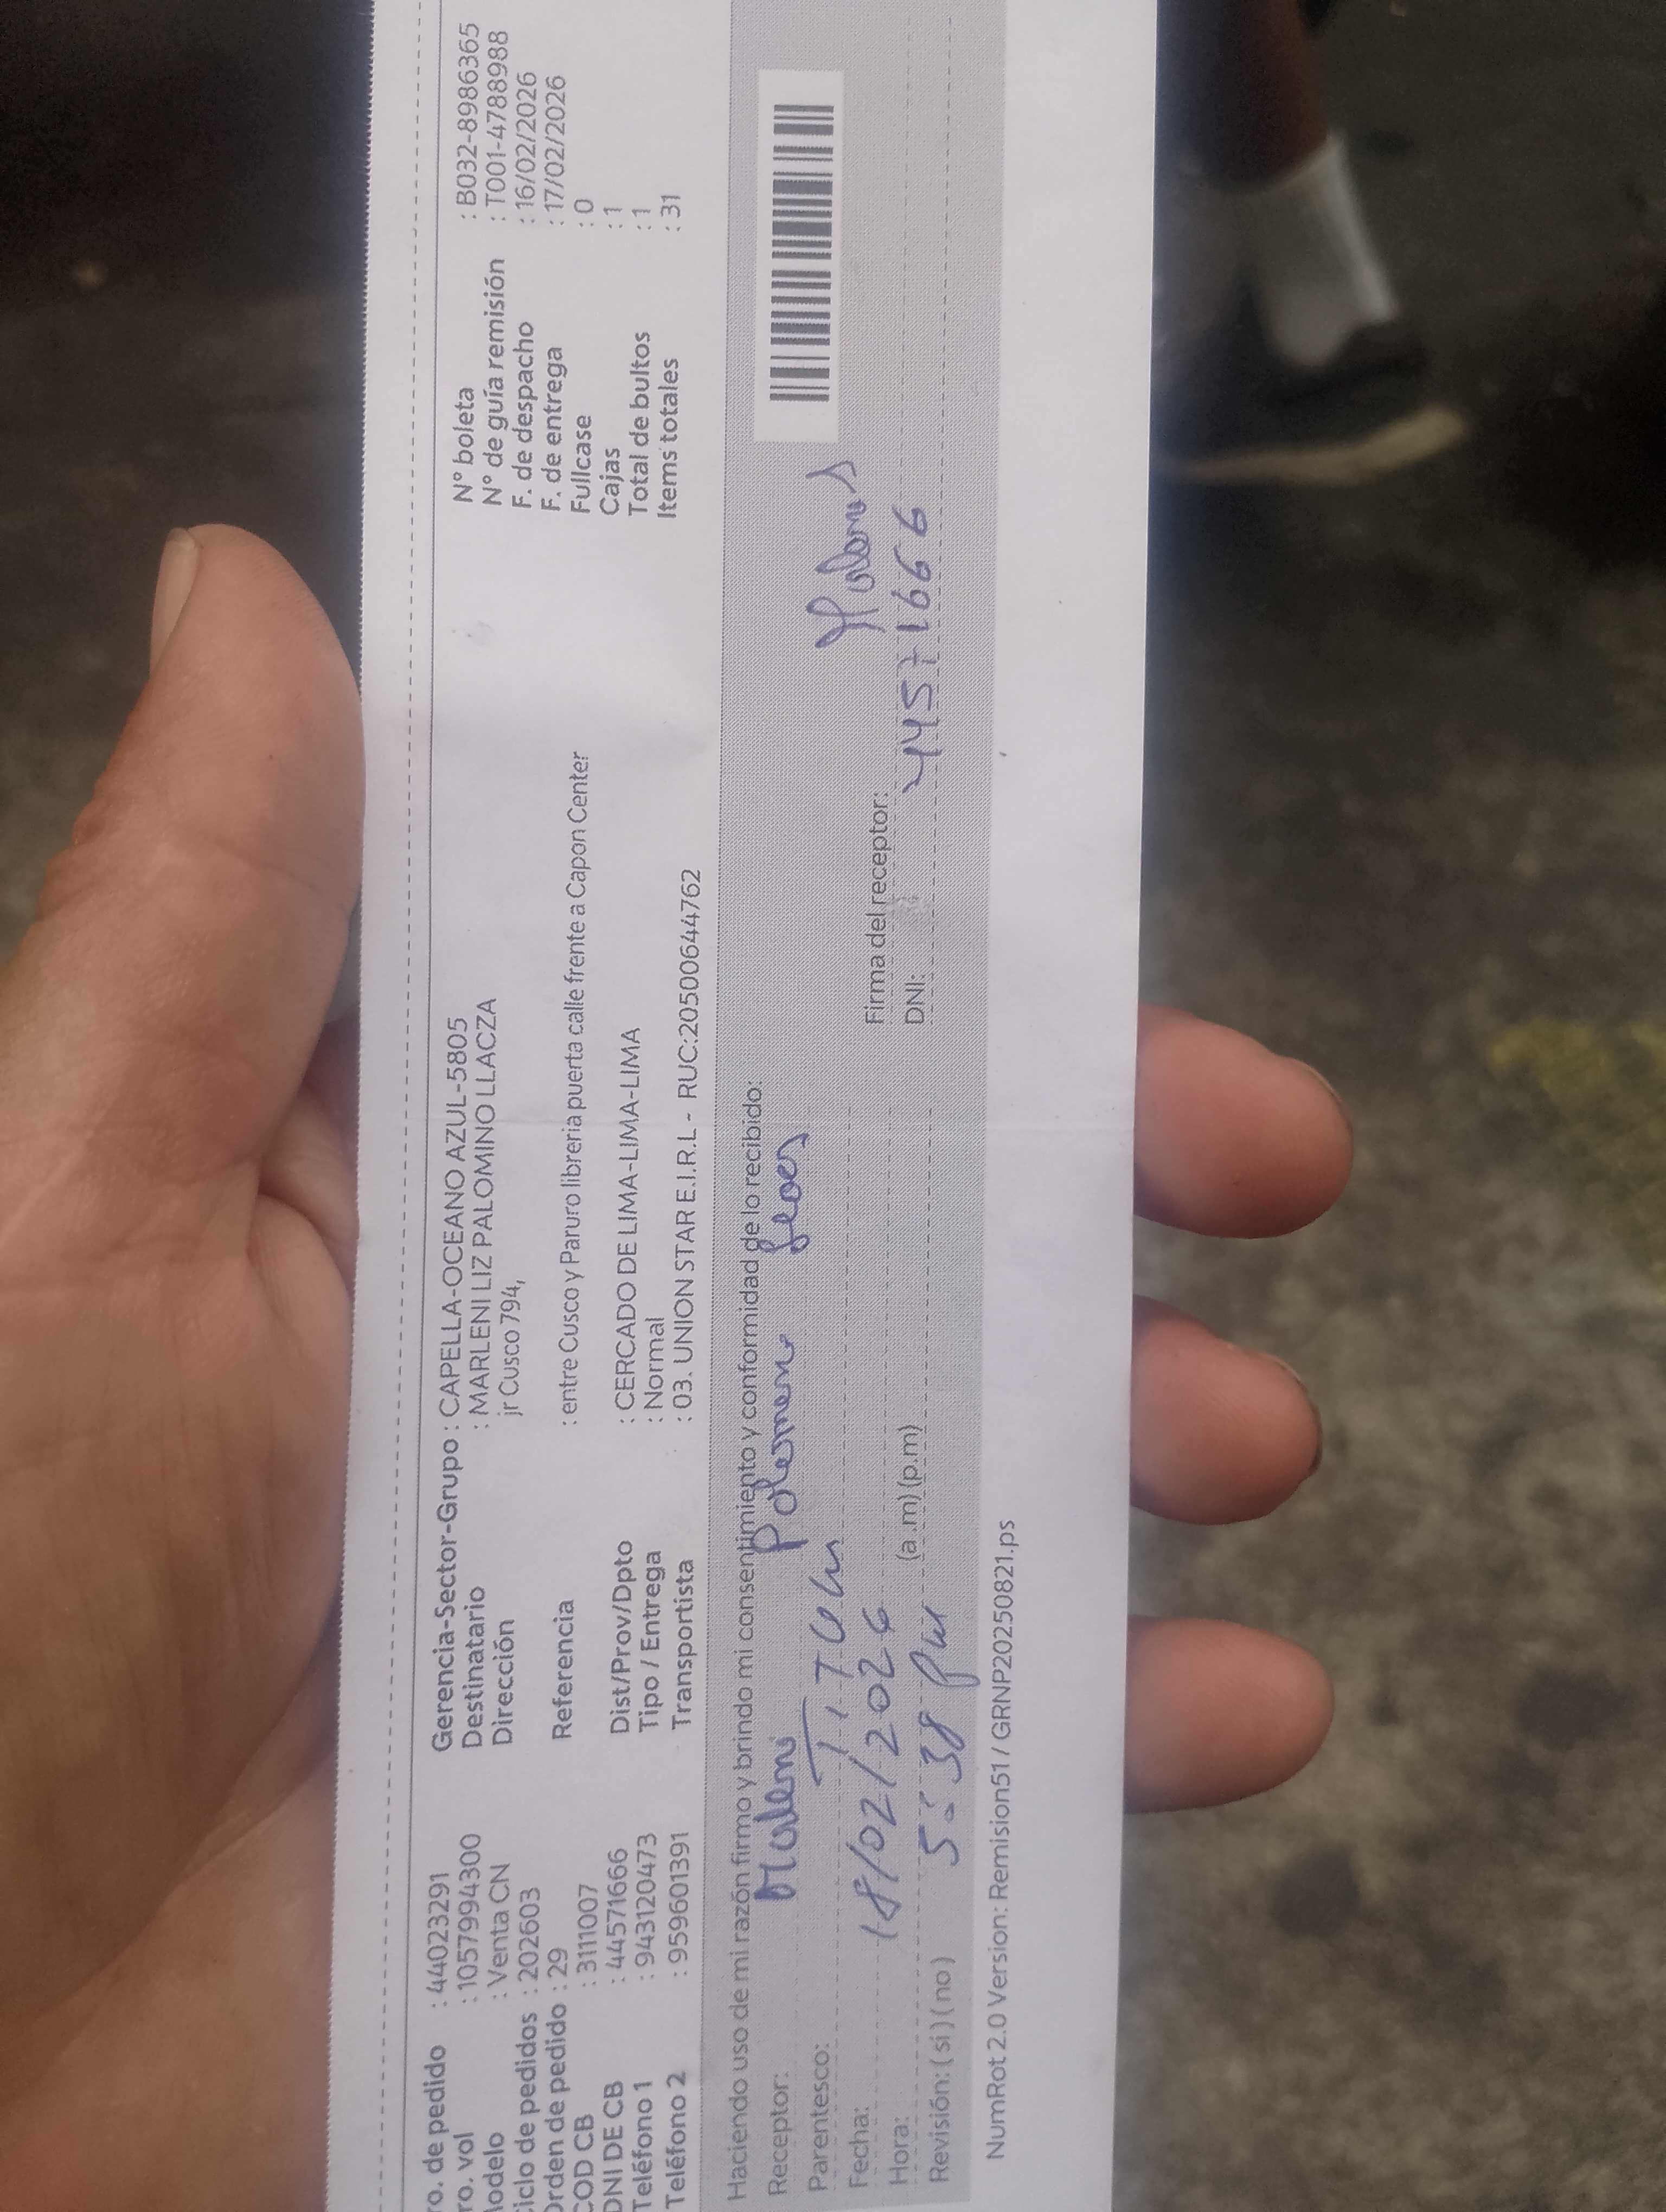 ro. de pedido : 44023291
ro. vol : 1057994300
odelo : Venta CN
iclo de pedidos : 202603
Orden de pedido : 29
COD CB : 3111007
DNI DE CB : 44571666
Teléfono 1 : 943120473
Teléfono 2 : 959601391
Gerencia-Sector-Grupo : CAPELLA-OCEANO AZUL-5805
Destinatario : MARLENI LIZ PALOMINO LLACZA
Dirección jr Cusco 794,
Referencia : entre Cusco y Paruro libreria puerta calle frente a Capon Center
Dist/Prov/Dpto : CERCADO DE LIMA-LIMA-LIMA
Tipo / Entrega : Normal
Transportista : 03. UNION STAR E.I.R.L - RUC:20500644762
N° boleta : B032-8986365
N° de guía remisión : T001-4788988
F. de despacho : 16/02/2026
F. de entrega : 17/02/2026
Fullcase : 0
Cajas : 1
Total de bultos : 1
Items totales : 31
Haciendo uso de mi razón firmo y brindo mi consentimiento y conformidad de lo recibido:
Receptor:
Parentesco:
Fecha: 18/02/2026
Hora: 5:38 pm (a .m) (p.m)
Revisión: ( si ) ( no )
Firma del receptor:
DNI: 44571666
NumRot 2.0 Version: Remision51 / GRNP20250821.ps